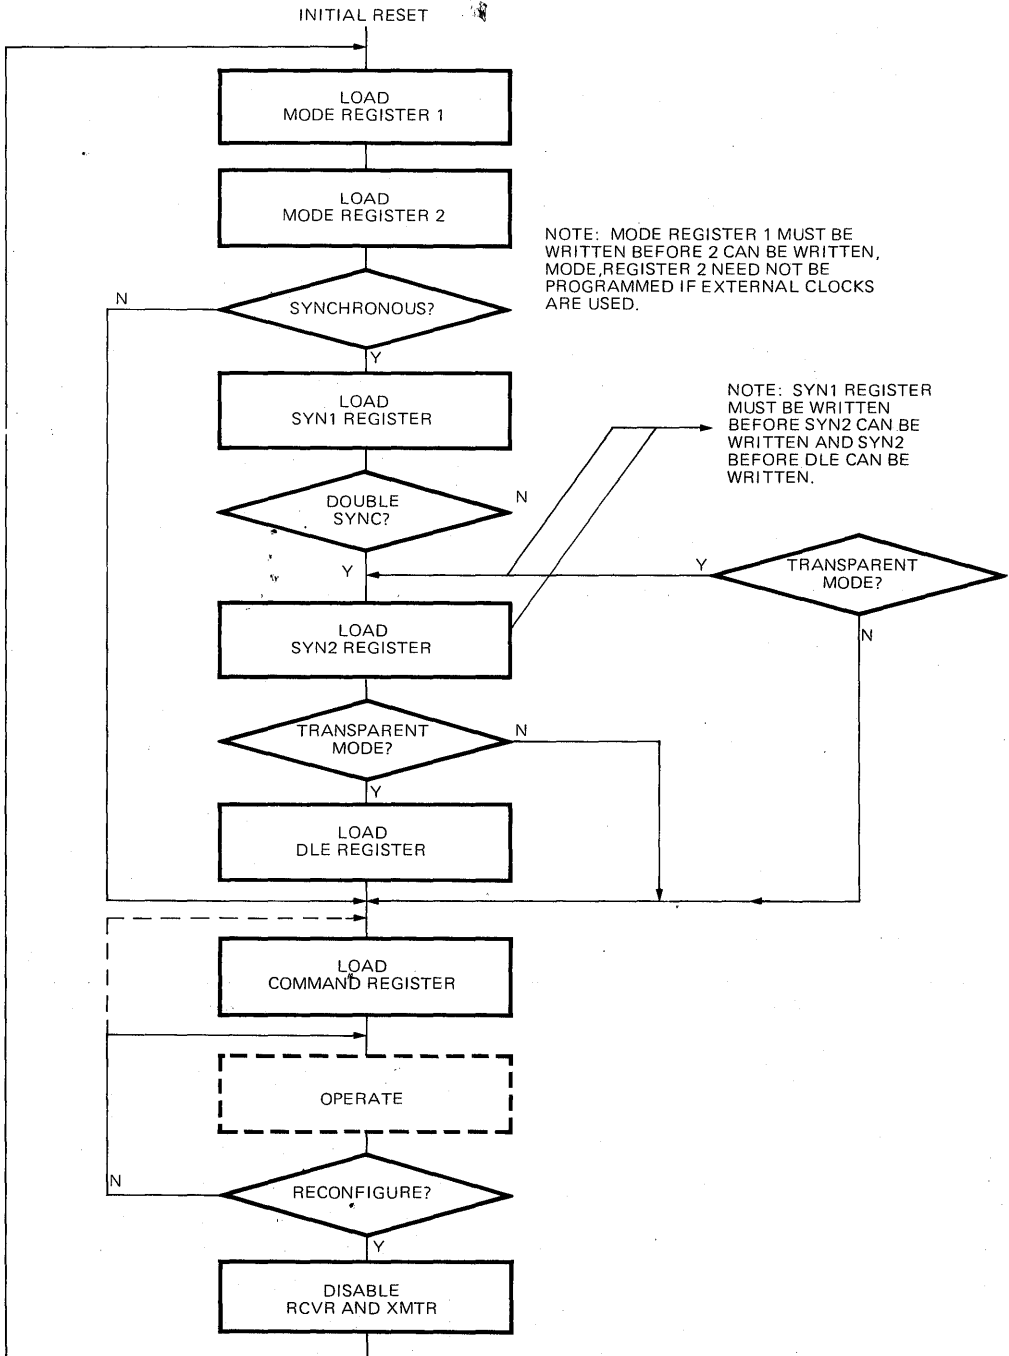 INITIAL RESET
LOAD
MODE REGISTER 1
LOAD
MODE REGISTER 2
NOTE: MODE REGISTER 1 MUST BE
WRITTEN BEFORE 2 CAN BE WRITTEN,
MODE,REGISTER 2 NEED NOT BE
PROGRAMMED IF EXTERNAL CLOCKS
ARE USED.
N
SYNCHRONOUS?
Y
LOAD
SYN1 REGISTER
NOTE: SYN1 REGISTER
MUST BE WRITTEN
BEFORE SYN2 CAN BE
WRITTEN AND SYN2
BEFORE DLE CAN BE
WRITTEN.
DOUBLE
SYNC?
N
Y
Y
TRANSPARENT
MODE?
N
LOAD
SYN2 REGISTER
TRANSPARENT
MODE?
N
Y
LOAD
DLE REGISTER
LOAD
COMMAND REGISTER
OPERATE
N
RECONFIGURE?
Y
DISABLE
RCVR AND XMTR